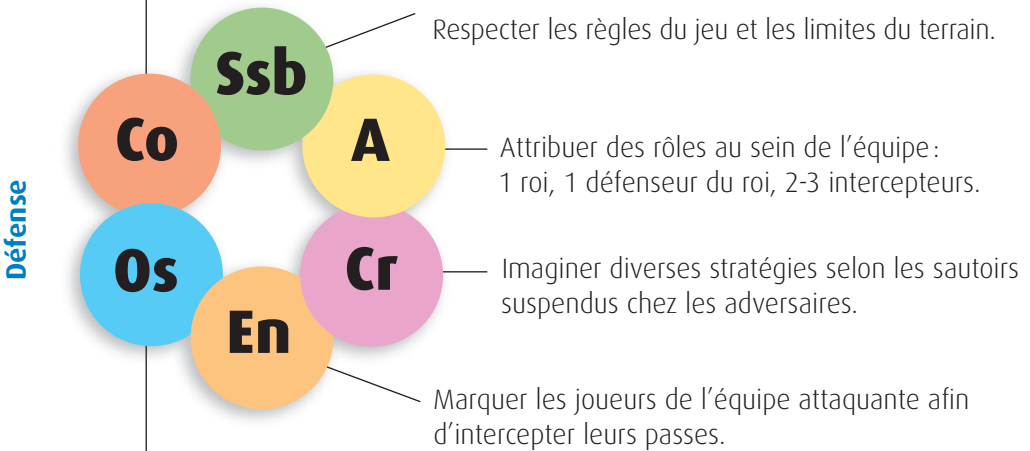 Défense
Ssb
Respecter les règles du jeu et les limites du terrain.
Co
A
Attribuer des rôles au sein de l'équipe :
1 roi, 1 défenseur du roi, 2-3 intercepteurs.
Os
Cr
Imaginer diverses stratégies selon les sautoirs
suspendus chez les adversaires.
En
Marquer les joueurs de l'équipe attaquante afin
d'intercepter leurs passes.